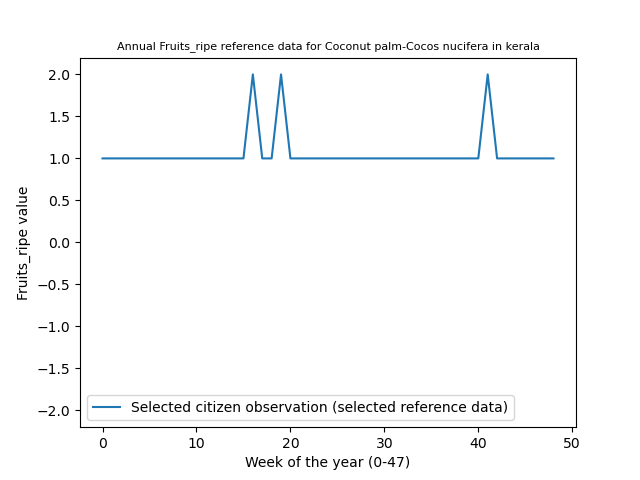 Annual Fruits_ripe reference data for Coconut palm-Cocos nucifera in kerala
2.0
1.5
1.0
0.5
0.0
−0.5
−1.0
−1.5
−2.0
Fruits_ripe value
Selected citizen observation (selected reference data)
0 10 20 30 40 50
Week of the year (0-47)